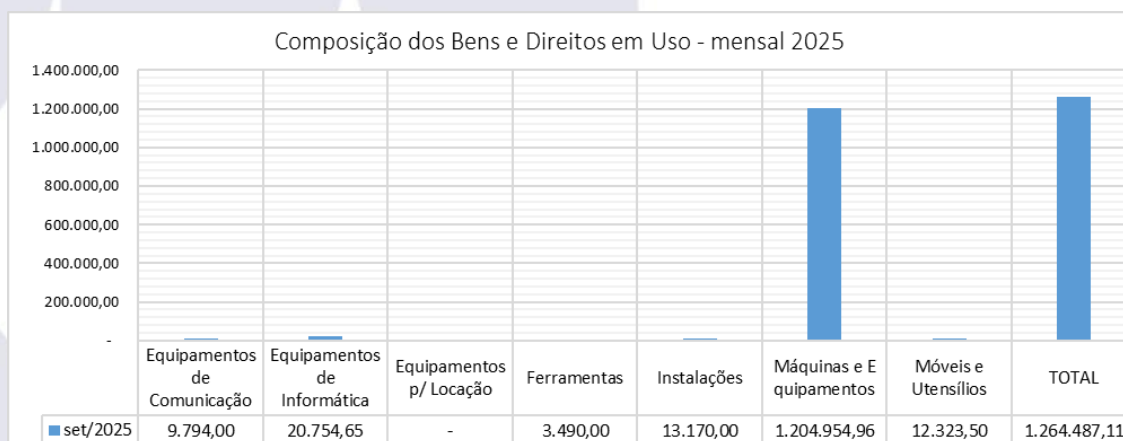 Composição dos Bens e Direitos em Uso - mensal 2025
1.400.000,00
1.200.000,00
1.000.000,00
800.000,00
600.000,00
400.000,00
200.000,00
-
Equipamentos de Comunicação
Equipamentos de Informática
Equipamentos p/ Locação
Ferramentas
Instalações
Máquinas e E quipamentos
Móveis e Utensílios
TOTAL
set/2025 9.794,00 20.754,65 - 3.490,00 13.170,00 1.204.954,96 12.323,50 1.264.487,11